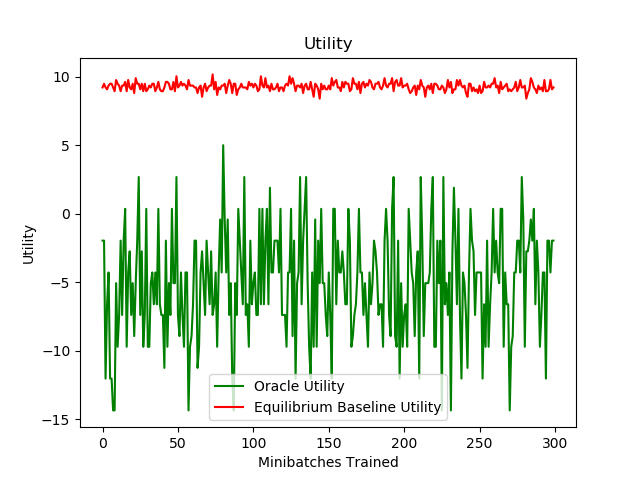 Utility
10
5
0
−5
−10
−15
Utility
Oracle Utility
Equilibrium Baseline Utility
0 50 100 150 200 250 300
Minibatches Trained